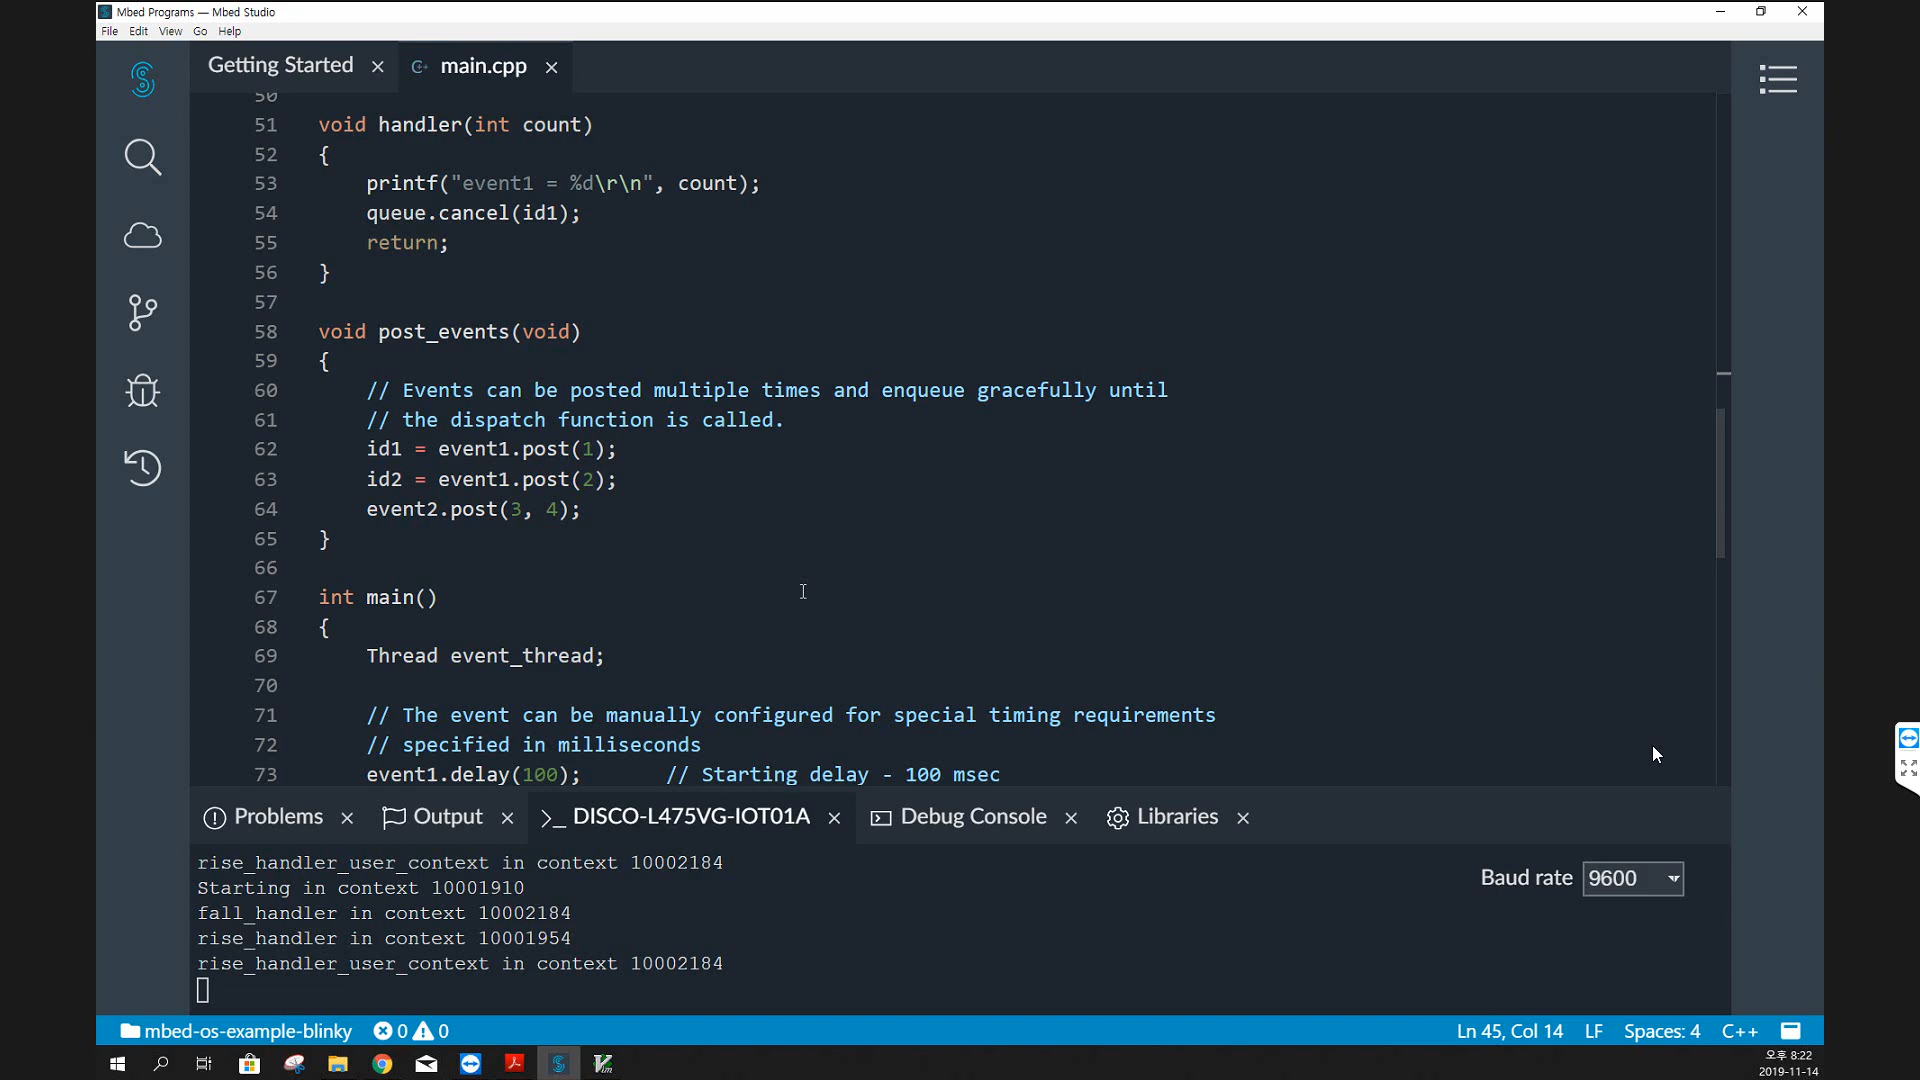 Mbed Programs — Mbed Studio
File Edit View Go Help
Getting Started
main.cpp
50
51 void handler(int count)
52 {
53 printf("event1 = %d\r\n", count);
54 queue.cancel(id1);
55 return;
56 }
57
58 void post_events(void)
59 {
60 // Events can be posted multiple times and enqueue gracefully until
61 // the dispatch function is called.
62 id1 = event1.post(1);
63 id2 = event1.post(2);
64 event2.post(3, 4);
65 }
66
67 int main()
68 {
69 Thread event_thread;
70
71 // The event can be manually configured for special timing requirements
72 // specified in milliseconds
73 event1.delay(100); // Starting delay - 100 msec
Problems Output DISCO-L475VG-IOT01A Debug Console Libraries
rise_handler_user_context in context 10002184
Starting in context 10001910
fall_handler in context 10002184
rise_handler in context 10001954
rise_handler_user_context in context 10002184
Baud rate 9600
mbed-os-example-blinky 0 0 Ln 45, Col 14 LF Spaces: 4 C++
오후 8:22
2019-11-14